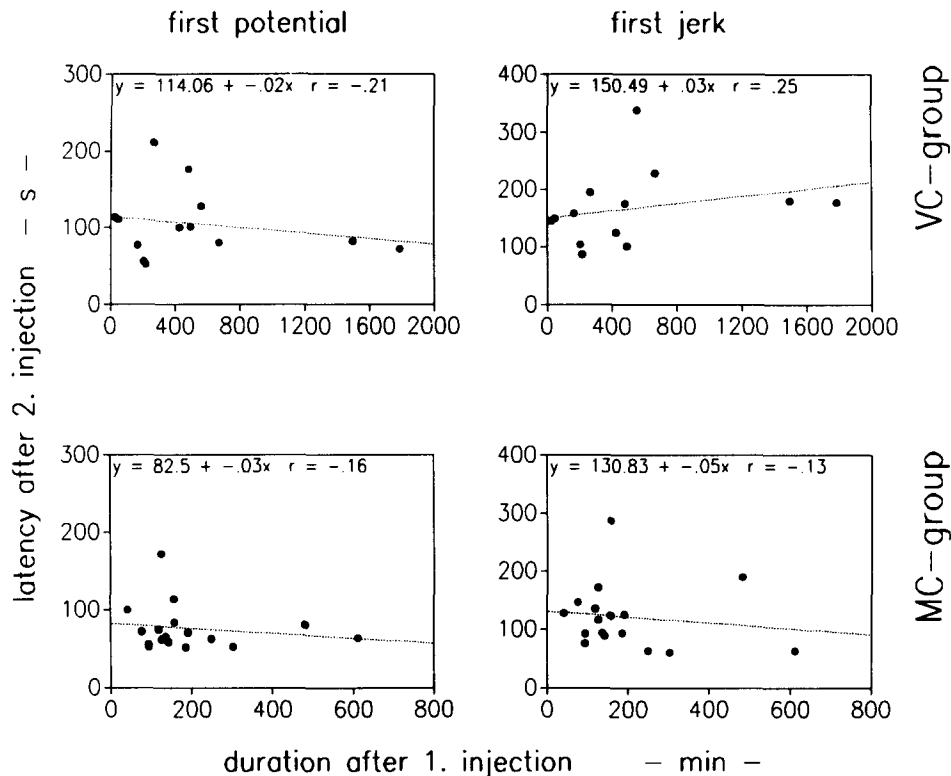 first potential
first jerk
y = 114.06 + -.02x r = -.21
300
200
100
0
0 400 800 1200 1600 2000
y = 150.49 + .03x r = .25
400
300
200
100
0
0 400 800 1200 1600 2000
VC-group
latency after 2. injection - s -
y = 82.5 + -.03x r = -.16
300
200
100
0
0 200 400 600 800
y = 130.83 + -.05x r = -.13
400
300
200
100
0
0 200 400 600 800
MC-group
duration after 1. injection - min -